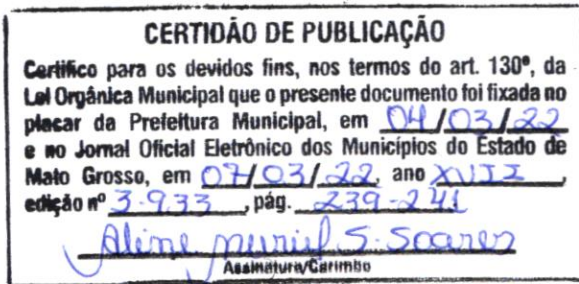 CERTIDÃO DE PUBLICAÇÃO
Certifico para os devidos fins, nos termos do art. 130º, da
Lei Orgânica Municipal que o presente documento foi fixada no
placar da Prefeitura Municipal, em 04/03/22
e no Jornal Oficial Eletrônico dos Municípios do Estado de
Mato Grosso, em 07/03/22, ano XVII,
edição nº 3.933, pág. 239-241
Aline Muriel S. Soares
Assinatura/Carimbo